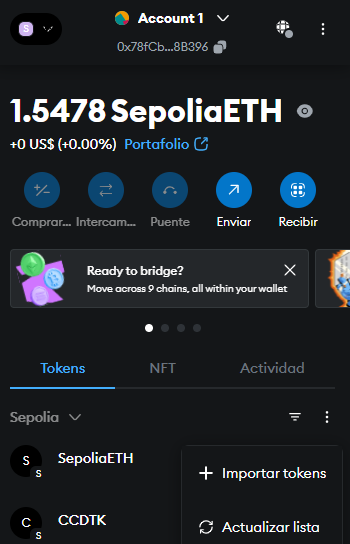 S
Account 1
0x78fCb...8B396
1.5478 SepoliaETH
+0 US$ (+0.00%) Portafolio
Comprar... Intercam... Puente Enviar Recibir
Ready to bridge?
Move across 9 chains, all within your wallet
Tokens NFT Actividad
Sepolia
S S SepoliaETH
Importar tokens
C S CCDTK
Actualizar lista